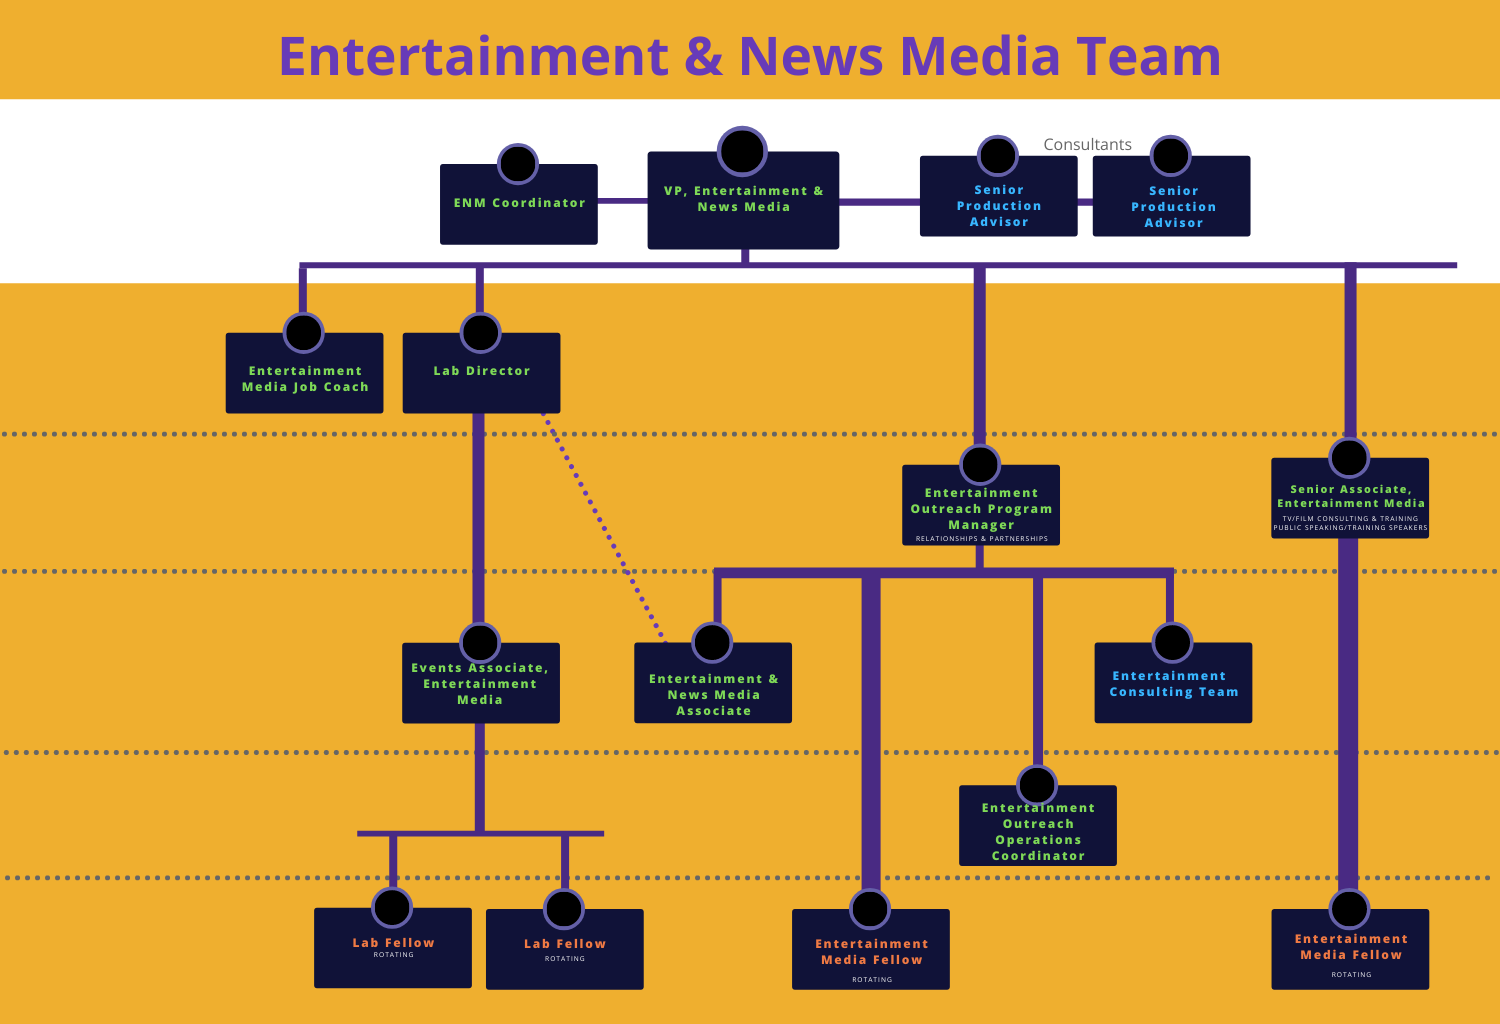 Entertainment & News Media Team
Consultants
ENM Coordinator
VP, Entertainment &
News Media
Senior
Production
Advisor
Senior
Production
Advisor
Entertainment
Media Job Coach
Lab Director
Entertainment
Outreach Program
Manager
RELATIONSHIPS & PARTNERSHIPS
Senior Associate,
Entertainment Media
TV/FILM CONSULTING & TRAINING
PUBLIC SPEAKING/TRAINING SPEAKERS
Events Associate,
Entertainment
Media
Entertainment &
News Media
Associate
Entertainment
Consulting Team
Entertainment
Outreach
Operations
Coordinator
Lab Fellow
ROTATING
Lab Fellow
ROTATING
Entertainment
Media Fellow
ROTATING
Entertainment
Media Fellow
ROTATING